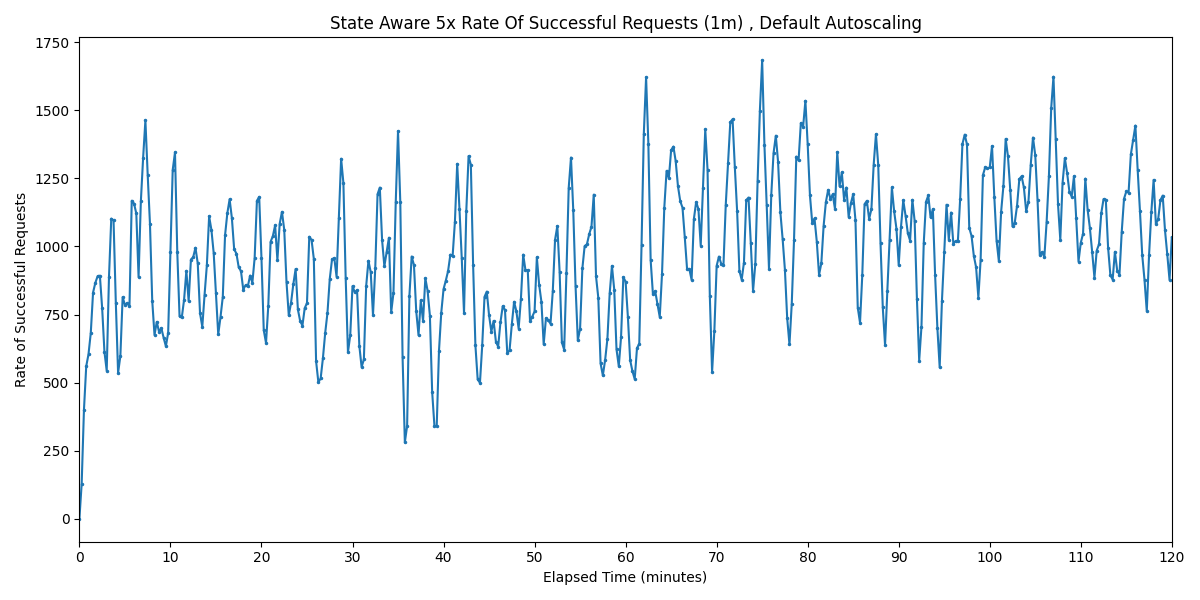 State Aware 5x Rate Of Successful Requests (1m) , Default Autoscaling
1750
1500
1250
1000
750
500
250
0
Rate of Successful Requests
0 10 20 30 40 50 60 70 80 90 100 110 120
Elapsed Time (minutes)